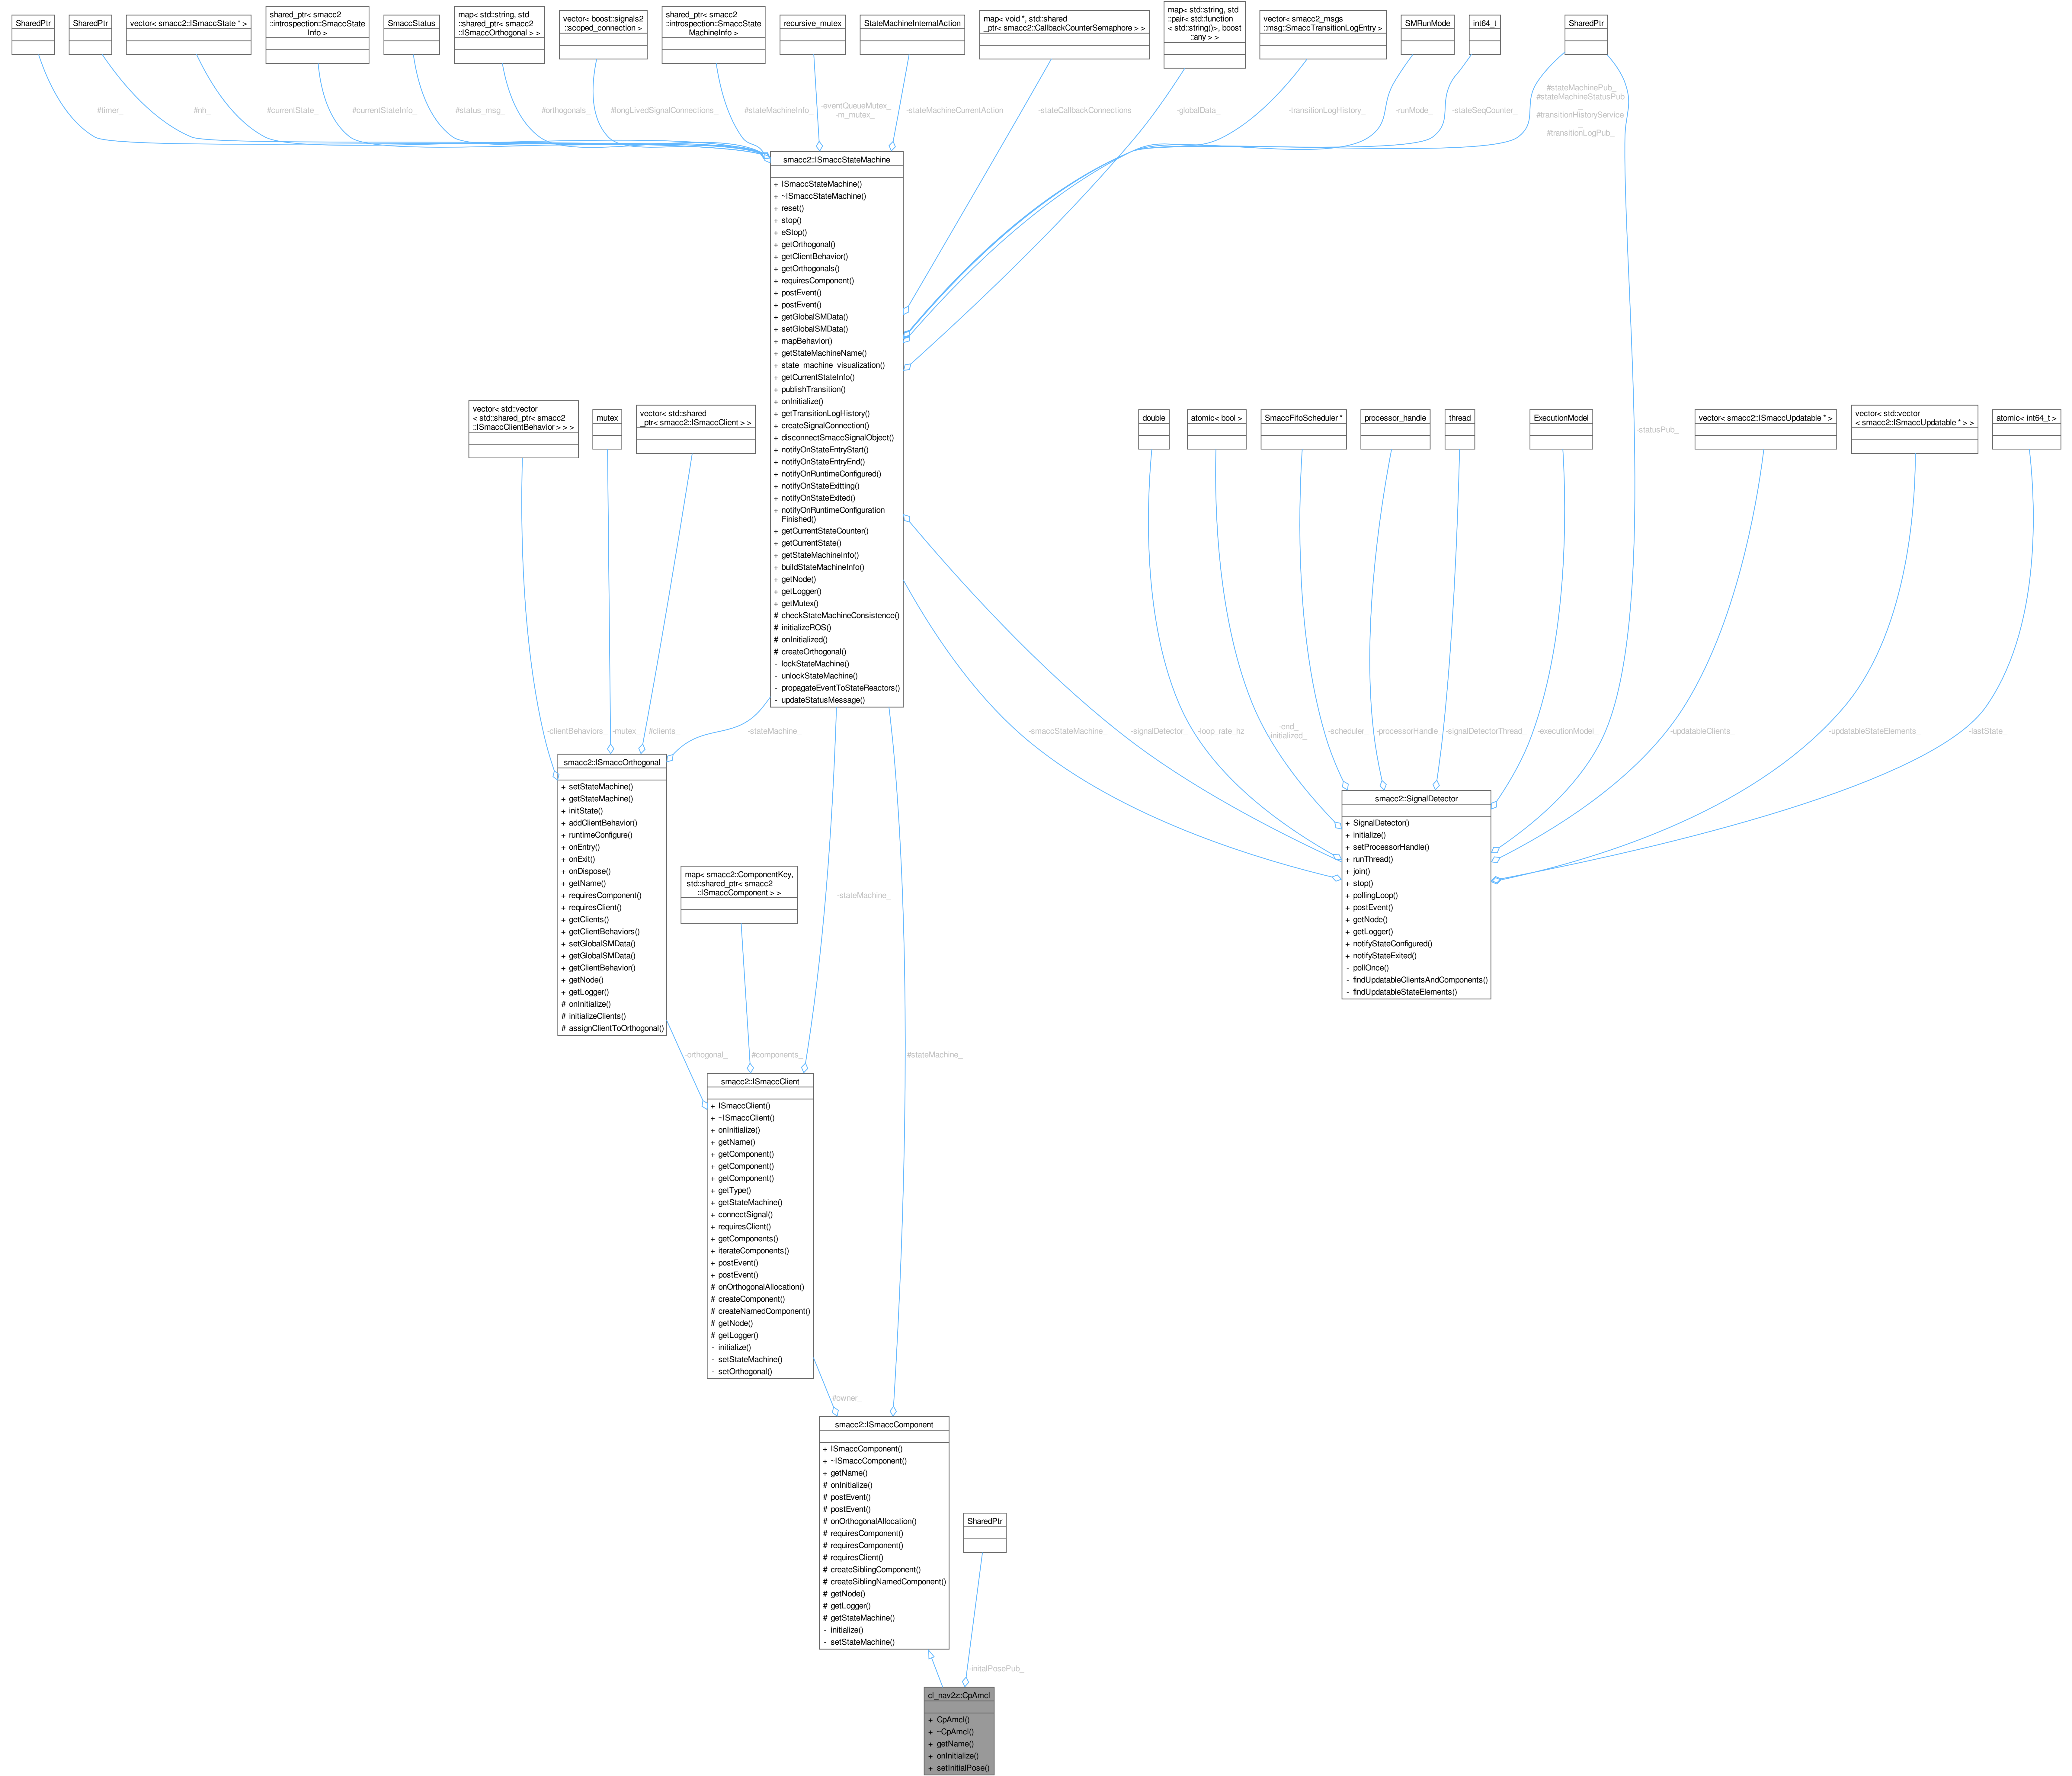 SharedPtr
SharedPtr
vector< smacc2::ISmaccState * >
shared_ptr< smacc2
::introspection::SmaccState
Info >
SmaccStatus
map< std::string, std
::shared_ptr< smacc2
::ISmaccOrthogonal > >
vector< boost::signals2
::scoped_connection >
shared_ptr< smacc2
::introspection::SmaccState
MachineInfo >
recursive_mutex
StateMachineInternalAction
map< void *, std::shared
_ptr< smacc2::CallbackCounterSemaphore > >
map< std::string, std
::pair< std::function
< std::string()>, boost
::any > >
vector< smacc2_msgs
::msg::SmaccTransitionLogEntry >
SMRunMode
int64_t
SharedPtr
#timer_
#nh_
#currentState_
#currentStateInfo_
#status_msg_
#orthogonals_
#longLivedSignalConnections_
#stateMachineInfo_
-eventQueueMutex_
-m_mutex_
-stateMachineCurrentAction
-stateCallbackConnections
-globalData_
-transitionLogHistory_
-runMode_
-stateSeqCounter_
#stateMachinePub_
#stateMachineStatusPub
_
#transitionHistoryService
_
#transitionLogPub_
smacc2::ISmaccStateMachine
+ ISmaccStateMachine()
+ ~ISmaccStateMachine()
+ reset()
+ stop()
+ eStop()
+ getOrthogonal()
+ getClientBehavior()
+ getOrthogonals()
+ requiresComponent()
+ postEvent()
+ postEvent()
+ getGlobalSMData()
+ setGlobalSMData()
+ mapBehavior()
+ getStateMachineName()
+ state_machine_visualization()
+ getCurrentStateInfo()
+ publishTransition()
+ onInitialize()
+ getTransitionLogHistory()
+ createSignalConnection()
+ disconnectSmaccSignalObject()
+ notifyOnStateEntryStart()
+ notifyOnStateEntryEnd()
+ notifyOnRuntimeConfigured()
+ notifyOnStateExitting()
+ notifyOnStateExited()
+ notifyOnRuntimeConfiguration
Finished()
+ getCurrentStateCounter()
+ getCurrentState()
+ getStateMachineInfo()
+ buildStateMachineInfo()
+ getNode()
+ getLogger()
+ getMutex()
# checkStateMachineConsistence()
# initializeROS()
# onInitialized()
# createOrthogonal()
- lockStateMachine()
- unlockStateMachine()
- propagateEventToStateReactors()
- updateStatusMessage()
vector< std::vector
< std::shared_ptr< smacc2
::ISmaccClientBehavior > > >
mutex
vector< std::shared
_ptr< smacc2::ISmaccClient > >
double
atomic< bool >
SmaccFifoScheduler *
processor_handle
thread
ExecutionModel
-statusPub_
vector< smacc2::ISmaccUpdatable * >
vector< std::vector
< smacc2::ISmaccUpdatable * > >
atomic< int64_t >
-clientBehaviors_
-mutex_
#clients_
-stateMachine_
-smaccStateMachine_
-signalDetector_
-loop_rate_hz
-end_
-initialized_
-scheduler_
-processorHandle_
-signalDetectorThread_
-executionModel_
-updatableClients_
-updatableStateElements_
-lastState_
smacc2::ISmaccOrthogonal
+ setStateMachine()
+ getStateMachine()
+ initState()
+ addClientBehavior()
+ runtimeConfigure()
+ onEntry()
+ onExit()
+ onDispose()
+ getName()
+ requiresComponent()
+ requiresClient()
+ getClients()
+ getClientBehaviors()
+ setGlobalSMData()
+ getGlobalSMData()
+ getClientBehavior()
+ getNode()
+ getLogger()
# onInitialize()
# initializeClients()
# assignClientToOrthogonal()
smacc2::SignalDetector
+ SignalDetector()
+ initialize()
+ setProcessorHandle()
+ runThread()
+ join()
+ stop()
+ pollingLoop()
+ postEvent()
+ getNode()
+ getLogger()
+ notifyStateConfigured()
+ notifyStateExited()
- pollOnce()
- findUpdatableClientsAndComponents()
- findUpdatableStateElements()
map< smacc2::ComponentKey,
std::shared_ptr< smacc2
::ISmaccComponent > >
-stateMachine_
-orthogonal_
#components_
#stateMachine_
smacc2::ISmaccClient
+ ISmaccClient()
+ ~ISmaccClient()
+ onInitialize()
+ getName()
+ getComponent()
+ getComponent()
+ getComponent()
+ getType()
+ getStateMachine()
+ connectSignal()
+ requiresClient()
+ getComponents()
+ iterateComponents()
+ postEvent()
+ postEvent()
# onOrthogonalAllocation()
# createComponent()
# createNamedComponent()
# getNode()
# getLogger()
- initialize()
- setStateMachine()
- setOrthogonal()
#owner_
smacc2::ISmaccComponent
+ ISmaccComponent()
+ ~ISmaccComponent()
+ getName()
# onInitialize()
# postEvent()
# postEvent()
# onOrthogonalAllocation()
# requiresComponent()
# requiresComponent()
# requiresClient()
# createSiblingComponent()
# createSiblingNamedComponent()
# getNode()
# getLogger()
# getStateMachine()
- initialize()
- setStateMachine()
SharedPtr
-initalPosePub_
cl_nav2z::CpAmcl
+ CpAmcl()
+ ~CpAmcl()
+ getName()
+ onInitialize()
+ setInitialPose()